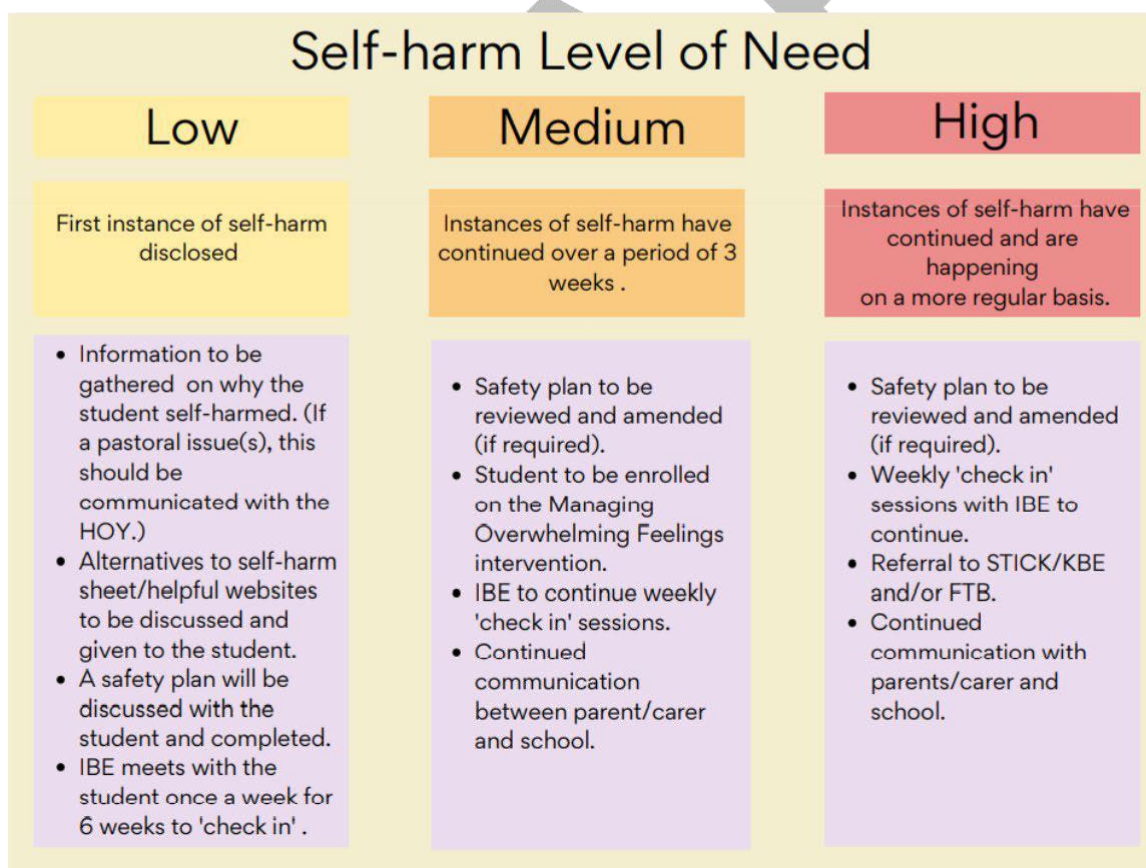 Self-harm Level of Need
Low
First instance of self-harm
disclosed
• Information to be
gathered on why the
student self-harmed. (If
a pastoral issue(s), this
should be
communicated with the
HOY.)
• Alternatives to self-harm
sheet/helpful websites
to be discussed and
given to the student.
• A safety plan will be
discussed with the
student and completed.
• IBE meets with the
student once a week for
6 weeks to 'check in' .
Medium
Instances of self-harm have
continued over a period of 3
weeks .
• Safety plan to be
reviewed and amended
(if required).
• Student to be enrolled
on the Managing
Overwhelming Feelings
intervention.
• IBE to continue weekly
'check in' sessions.
• Continued
communication
between parent/carer
and school.
High
Instances of self-harm have
continued and are
happening
on a more regular basis.
• Safety plan to be
reviewed and amended
(if required).
• Weekly 'check in'
sessions with IBE to
continue.
• Referral to STICK/KBE
and/or FTB.
• Continued
communication with
parents/carer and
school.